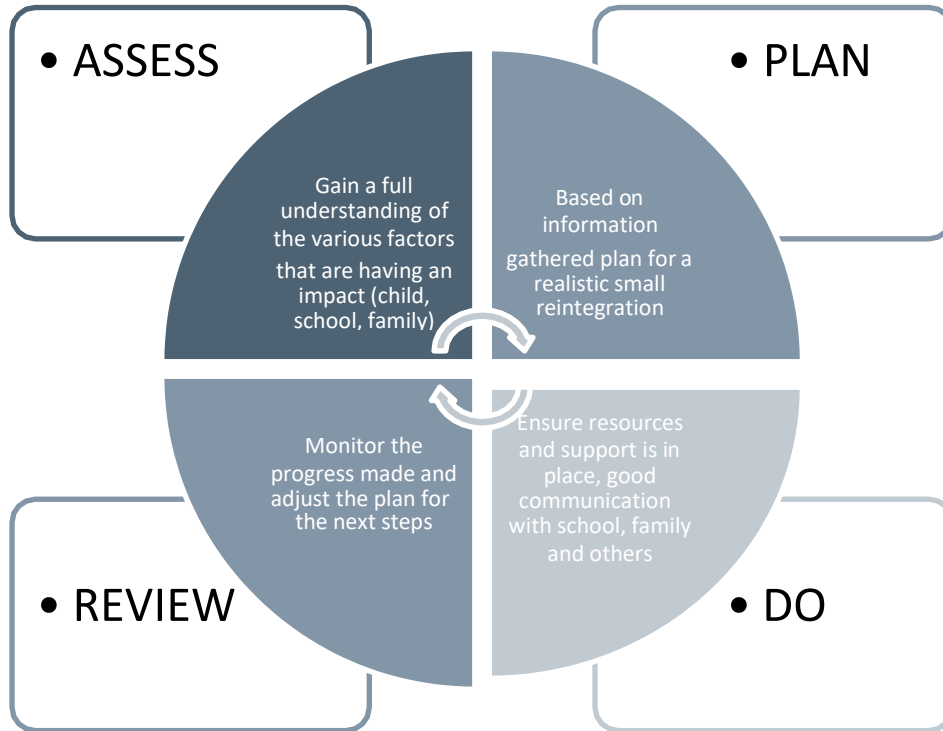 • ASSESS
Gain a full
understanding of
the various factors
that are having an
impact (child,
school, family)
• PLAN
Based on
information
gathered plan for a
realistic small
reintegration
• DO
Ensure resources
and support is in
place, good
communication
with school, family
and others
• REVIEW
Monitor the
progress made and
adjust the plan for
the next steps